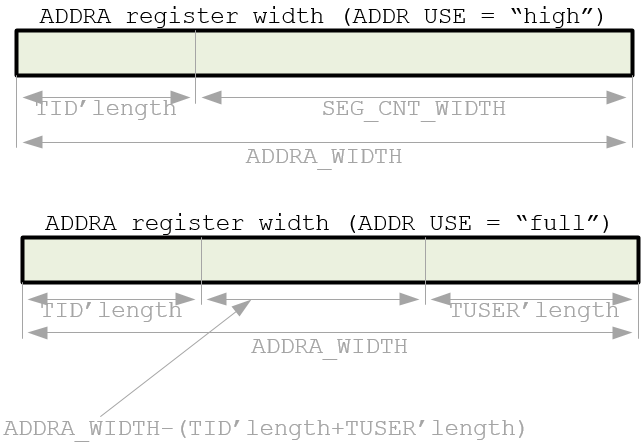 ADDRA register width (ADDR USE = “high”)
TID’length
SEG_CNT_WIDTH
ADDRA_WIDTH
ADDRA register width (ADDR USE = “full”)
TID’length
TUSER’length
ADDRA_WIDTH
ADDRA_WIDTH-(TID’length+TUSER’length)